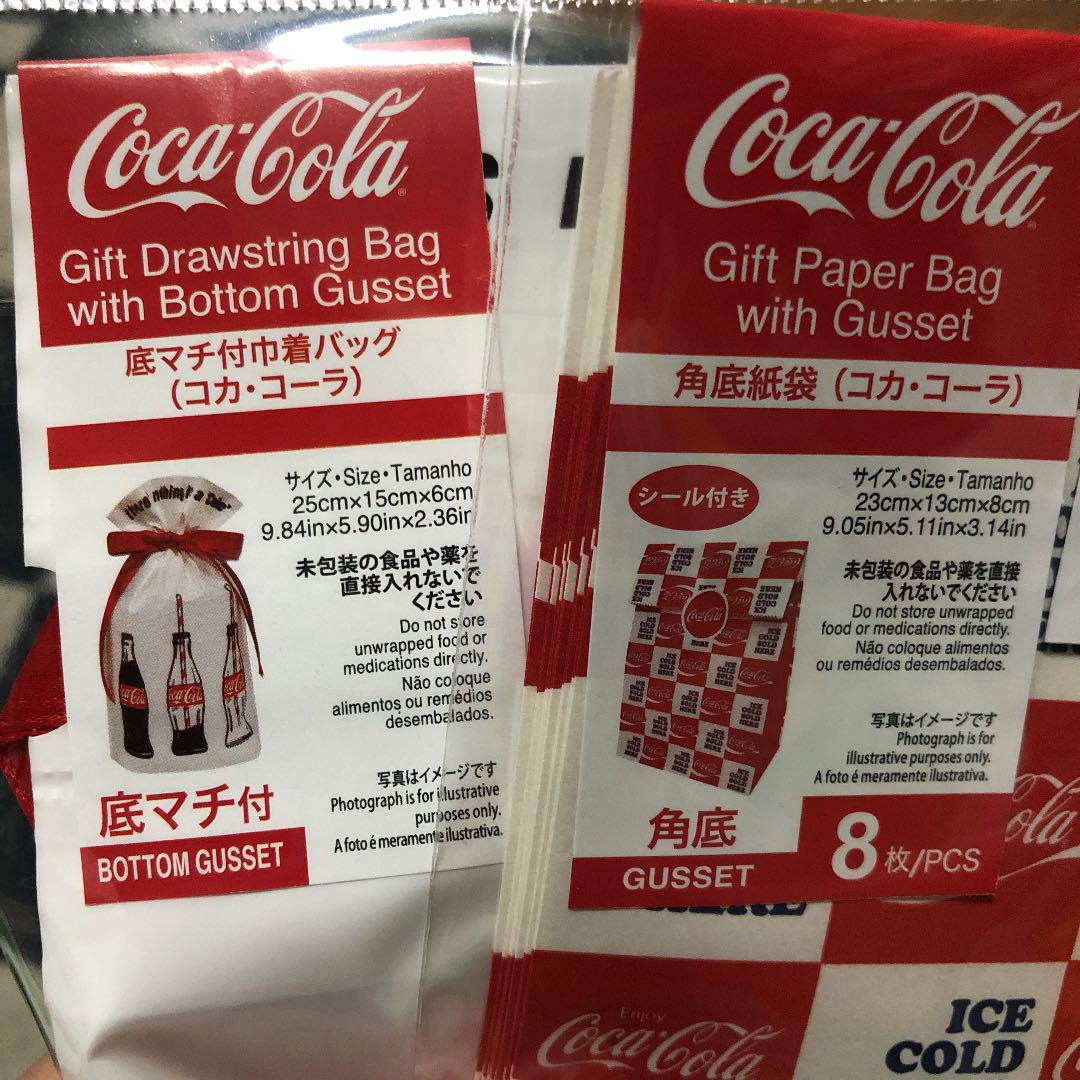 Coca-Cola
Gift Drawstring Bag
with Bottom Gusset
底マチ付巾着バッグ
(コカ・コーラ)
サイズ・Size・Tamanho
25cm×15cm×6cm
9.84in×5.90in×2.36in
未包装の食品や薬を
直接入れないで
ください
Do not store
unwrapped food or
medications directly.
Não coloque
alimentos ou remédios
desembalados.
Coca-Cola
Coca-Cola
写真はイメージです
Photograph is for illustrative
purposes only.
A foto é meramente ilustrativa.
底マチ付
BOTTOM GUSSET
Coca-Cola
Gift Paper Bag
with Gusset
角底紙袋 (コカ・コーラ)
シール付き
サイズ・Size・Tamanho
23cm×13cm×8cm
9.05in×5.11in×3.14in
未包装の食品や薬を直接
入れないでください
Do not store unwrapped
food or medications directly.
Não coloque alimentos
ou remédios desembalados.
Coca-Cola
ICE
COLD
SOLD
HERE
写真はイメージです
Photograph is for
illustrative purposes only.
A foto é meramente ilustrativa.
角底
GUSSET
8枚/PCS
Enjoy
Coca-Cola
ICE
COLD